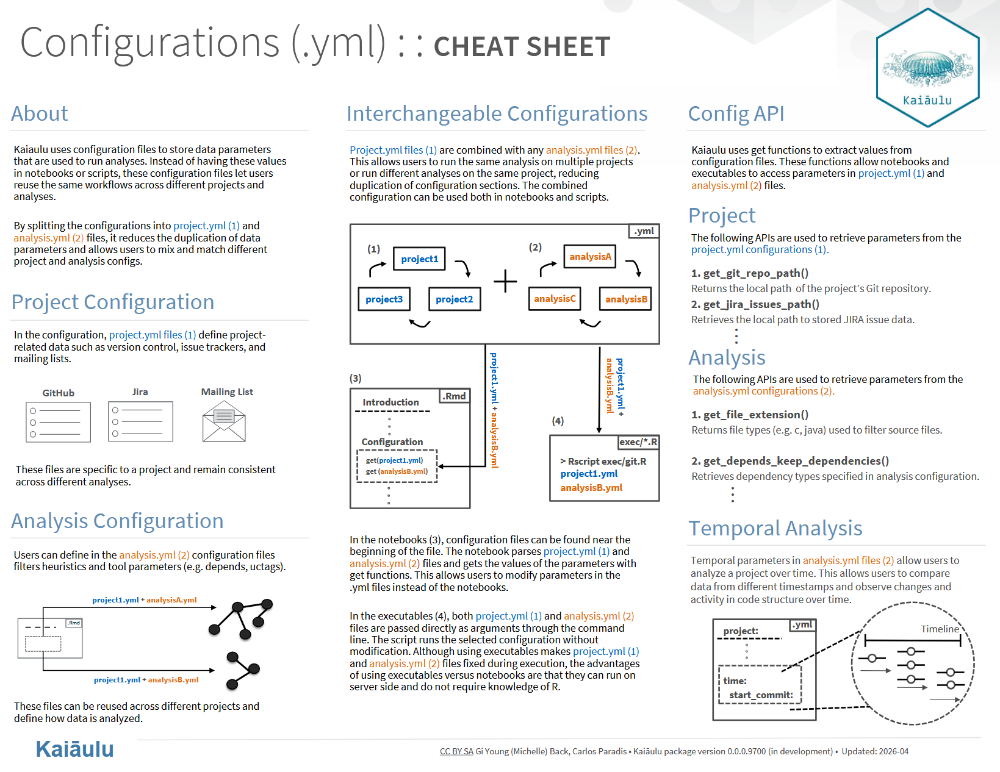 Configurations (.yml) : : CHEAT SHEET
Kaiāulu
About
Kaiaulu uses configuration files to store data parameters
that are used to run analyses. Instead of having these values
in notebooks or scripts, these configuration files let users
reuse the same workflows across different projects and
analyses.
By splitting the configurations into project.yml (1) and
analysis.yml (2) files, it reduces the duplication of data
parameters and allows users to mix and match different
project and analysis configs.
Project Configuration
In the configuration, project.yml files (1) define project-
related data such as version control, issue trackers, and
mailing lists.
GitHub
Jira
Mailing List
These files are specific to a project and remain consistent
across different analyses.
Analysis Configuration
Users can define in the analysis.yml (2) configuration files
filters heuristics and tool parameters (e.g. depends, uctags).
project1.yml + analysisA.yml
.Rmd
project1.yml + analysisB.yml
These files can be reused across different projects and
define how data is analyzed.
Interchangeable Configurations
Project.yml files (1) are combined with any analysis.yml files (2).
This allows users to run the same analysis on multiple projects
or run different analyses on the same project, reducing
duplication of configuration sections. The combined
configuration can be used both in notebooks and scripts.
.yml
(1)
project1
project3
project2
(2)
analysisA
analysisC
analysisB
project1.yml + analysisB.yml
project1.yml +
analysisB.yml
(3)
.Rmd
Introduction
Configuration
get(project1.yml)
get (analysisB.yml)
(4)
exec/*.R
> Rscript exec/git.R
project1.yml
analysisB.yml
In the notebooks (3), configuration files can be found near the
beginning of the file. The notebook parses project.yml (1) and
analysis.yml (2) files and gets the values of the parameters with
get functions. This allows users to modify parameters in the
.yml files instead of the notebooks.
In the executables (4), both project.yml (1) and analysis.yml (2)
files are passed directly as arguments through the command
line. The script runs the selected configuration without
modification. Although using executables makes project.yml (1)
and analysis.yml (2) files fixed during execution, the advantages
of using executables versus notebooks are that they can run on
server side and do not require knowledge of R.
Config API
Kaiaulu uses get functions to extract values from
configuration files. These functions allow notebooks and
executables to access parameters in project.yml (1) and
analysis.yml (2) files.
Project
The following APIs are used to retrieve parameters from the
project.yml configurations (1).
1. get_git_repo_path()
Returns the local path of the project's Git repository.
2. get_jira_issues_path()
Retrieves the local path to stored JIRA issue data.
Analysis
The following APIs are used to retrieve parameters from the
analysis.yml configurations (2).
1. get_file_extension()
Returns file types (e.g. c, java) used to filter source files.
2. get_depends_keep_dependencies()
Retrieves dependency types specified in analysis configuration.
Temporal Analysis
Temporal parameters in analysis.yml files (2) allow users to
analyze a project over time. This allows users to compare
data from different timestamps and observe changes and
activity in code structure over time.
.yml
project:
time:
start_commit:
Timeline
Kaiāulu
CC BY SA Gi Young (Michelle) Back, Carlos Paradis • Kaiāulu package version 0.0.0.9700 (in development) • Updated: 2026-04